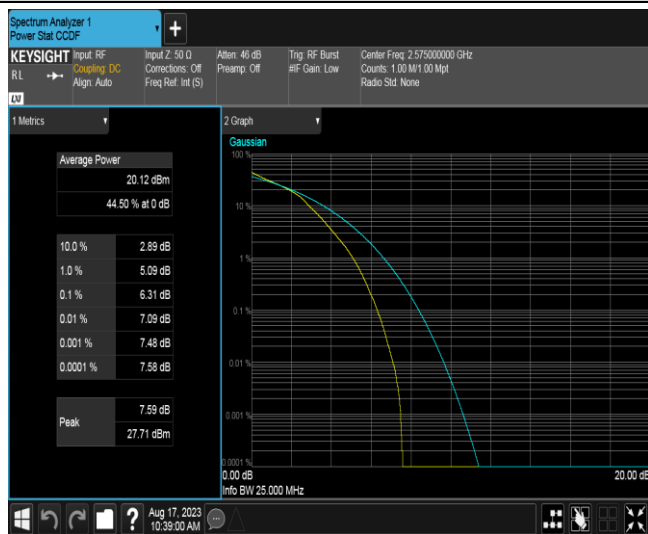 Spectrum Analyzer 1
Power Stat CCDF
+
KEYSIGHT
RL
Input: RF
Coupling: DC
Align: Auto
Input Z: 50 Ω
Corrections: Off
Freq Ref: Int (S)
Atten: 46 dB
Preamp: Off
Trig: RF Burst
#IF Gain: Low
Center Freq: 2.575000000 GHz
Counts: 1.00 M/1.00 Mpt
Radio Std: None
1 Metrics
Average Power
20.12 dBm
44.50 % at 0 dB
10.0 % 2.89 dB
1.0 % 5.09 dB
0.1 % 6.31 dB
0.01 % 7.09 dB
0.001 % 7.48 dB
0.0001 % 7.58 dB
Peak
7.59 dB
27.71 dBm
2 Graph
Gaussian
100 %
10 %
1 %
0.1 %
0.01 %
0.001 %
0.0001 %
0.00 dB 20.00 dB
Info BW 25.000 MHz
?
Aug 17, 2023
10:39:00 AM